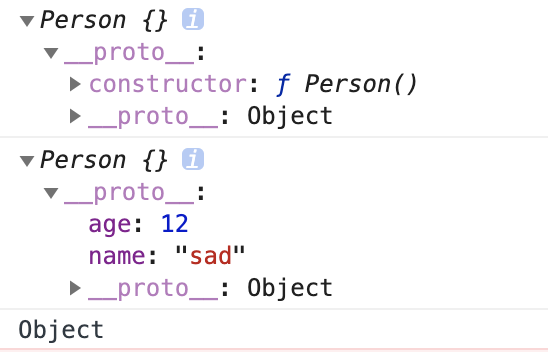 Person {} i
__proto__:
constructor: ƒ Person()
__proto__: Object
Person {} i
__proto__:
age: 12
name: "sad"
__proto__: Object
Object